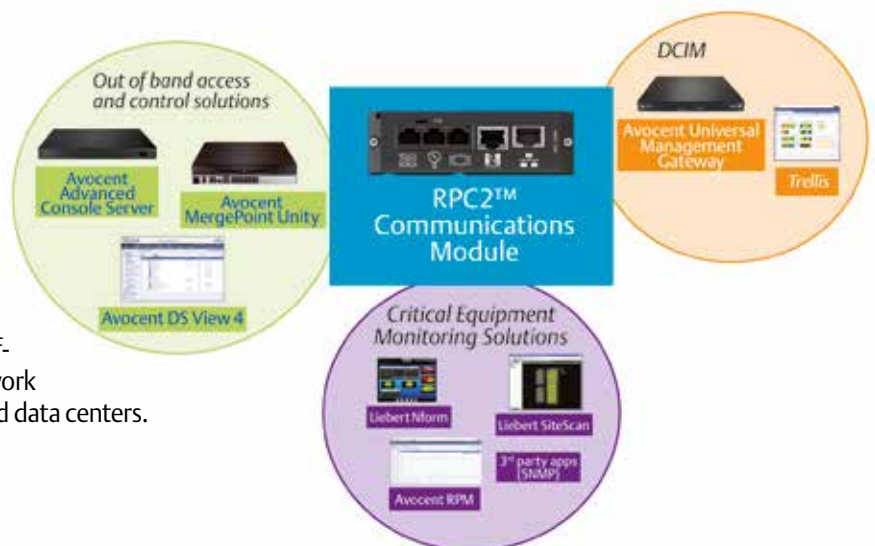 Out of band access
and control solutions
Avocent
Advanced
Console Server
Avocent
MergePoint Unity
Avocent DS View 4
RPC2™
Communications
Module
DCIM
Avocent Universal
Management
Gateway
Trellis
Critical Equipment
Monitoring Solutions
Liebert Nform
Liebert SiteScan
Avocent RPM
3rd party apps
(SNMP)
f-
work
d data centers.